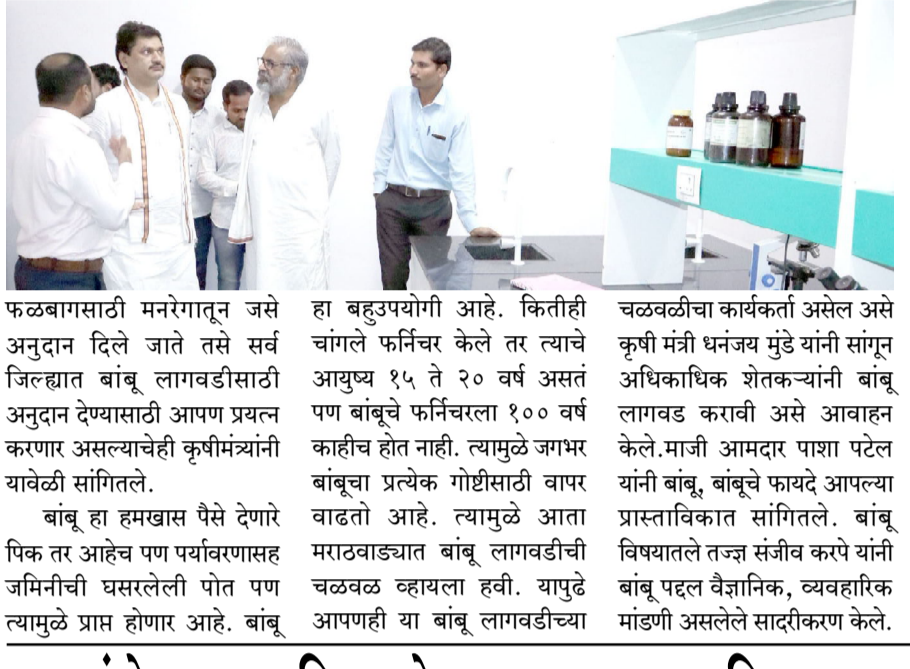 फळबागसाठी मनरेगातून जसे
अनुदान दिले जाते तसे सर्व
जिल्ह्यात बांबू लागवडीसाठी
अनुदान देण्यासाठी आपण प्रयत्न
करणार असल्याचेही कृषीमंत्र्यांनी
यावेळी सांगितले.
बांबू हा हमखास पैसे देणारे
पिक तर आहेच पण पर्यावरणासह
जमिनीची घसरलेली पोत पण
त्यामुळे प्राप्त होणार आहे. बांबू
हा बहुउपयोगी आहे. कितीही
चांगले फर्निचर केले तर त्याचे
आयुष्य १५ ते २० वर्ष असतं
पण बांबूचे फर्निचरला १०० वर्ष
काहीच होत नाही. त्यामुळे जगभर
बांबूचा प्रत्येक गोष्टीसाठी वापर
वाढतो आहे. त्यामुळे आता
मराठवाड्यात बांबू लागवडीची
चळवळ व्हायला हवी. यापुढे
आपणही या बांबू लागवडीच्या
चळवळीचा कार्यकर्ता असेल असे
कृषी मंत्री धनंजय मुंडे यांनी सांगून
अधिकाधिक शेतकऱ्यांनी बांबू
लागवड करावी असे आवाहन
केले.माजी आमदार पाशा पटेल
यांनी बांबू, बांबूचे फायदे आपल्या
प्रास्ताविकात सांगितले. बांबू
विषयातले तज्ज्ञ संजीव करपे यांनी
बांबू पद्दल वैज्ञानिक, व्यवहारिक
मांडणी असलेले सादरीकरण केले.